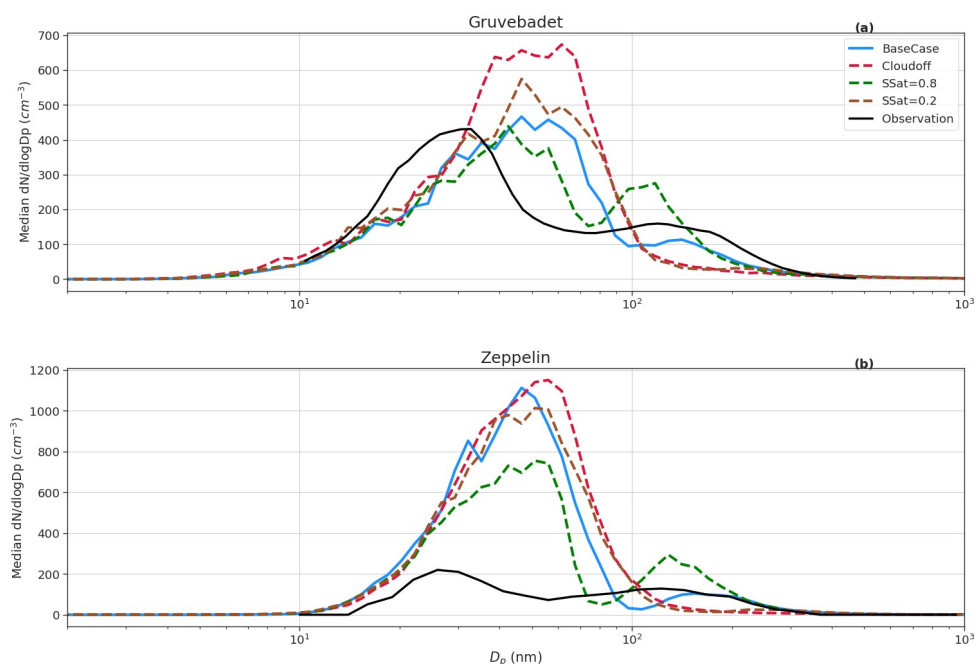 Gruvebadet
(a)
Median dN/dlogDp (cm⁻³)
700
600
500
400
300
200
100
0
BaseCase
Cloudoff
SSat=0.8
SSat=0.2
Observation
10¹
10²
10³
Zeppelin
(b)
Median dN/dlogDp (cm⁻³)
1200
1000
800
600
400
200
0
10¹
10²
10³
Dₚ (nm)